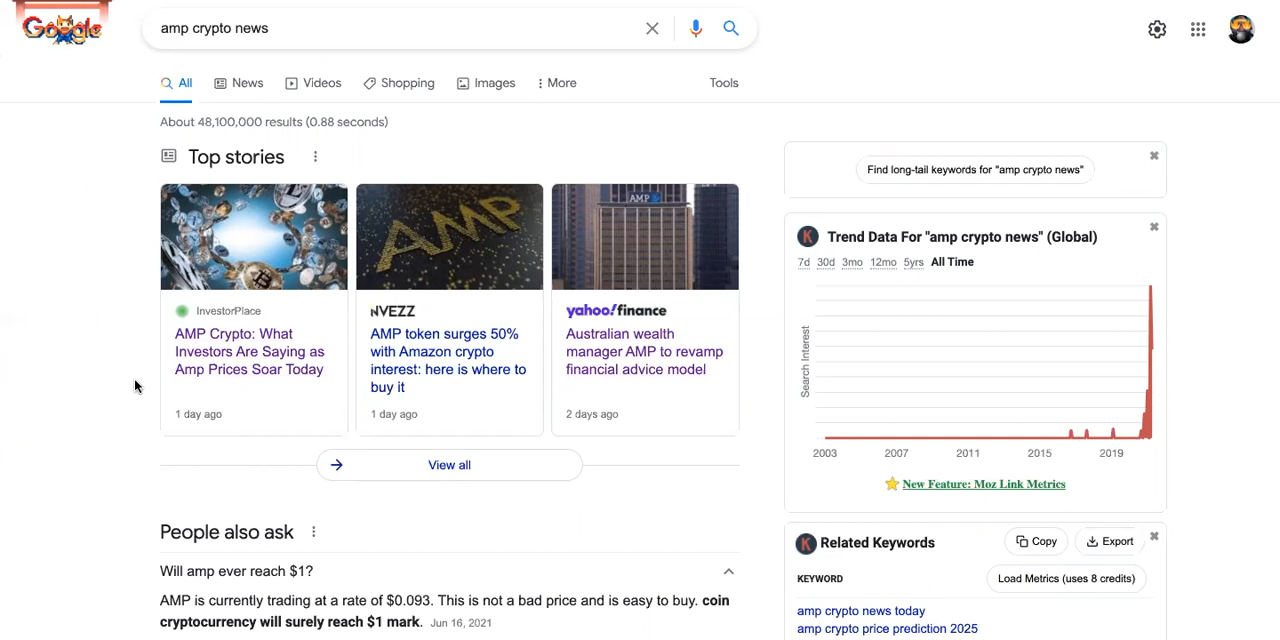 Google
amp crypto news
All
News
Videos
Shopping
Images
More
Tools
About 48,100,000 results (0.88 seconds)
Top stories
AMP
AMP
InvestorPlace
AMP Crypto: What
Investors Are Saying as
Amp Prices Soar Today
1 day ago
NVEZZ
AMP token surges 50%
with Amazon crypto
interest: here is where to
buy it
1 day ago
yahoo!finance
Australian wealth
manager AMP to revamp
financial advice model
2 days ago
View all
People also ask
Will amp ever reach $1?
AMP is currently trading at a rate of $0.093. This is not a bad price and is easy to buy. coin
cryptocurrency will surely reach $1 mark. Jun 16, 2021
Find long-tail keywords for "amp crypto news"
K
Trend Data For "amp crypto news" (Global)
7d 30d 3mo 12mo 5yrs All Time
Search Interest
2003 2007 2011 2015 2019
New Feature: Moz Link Metrics
K
Related Keywords
Copy
Export
KEYWORD
Load Metrics (uses 8 credits)
amp crypto news today
amp crypto price prediction 2025